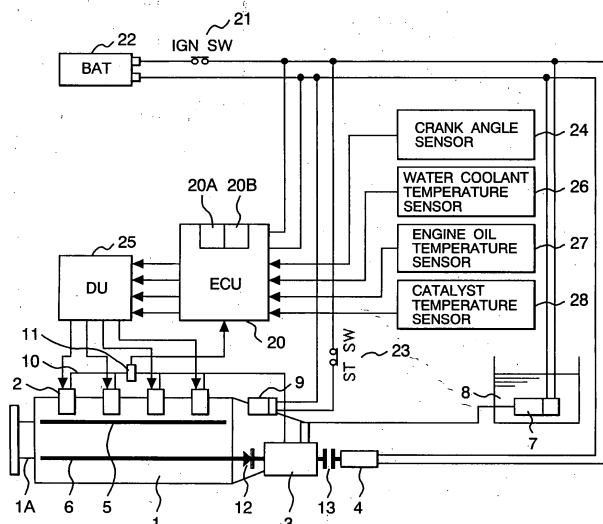 21
22
IGN SW
BAT
CRANK ANGLE
SENSOR
24
20A 20B
WATER COOLANT
TEMPERATURE
SENSOR
26
25
ENGINE OIL
TEMPERATURE
SENSOR
27
DU
ECU
CATALYST
TEMPERATURE
SENSOR
28
11
20
ST SW
23
10
2
9
8
7
1A
6
5
1
12
3
13
4